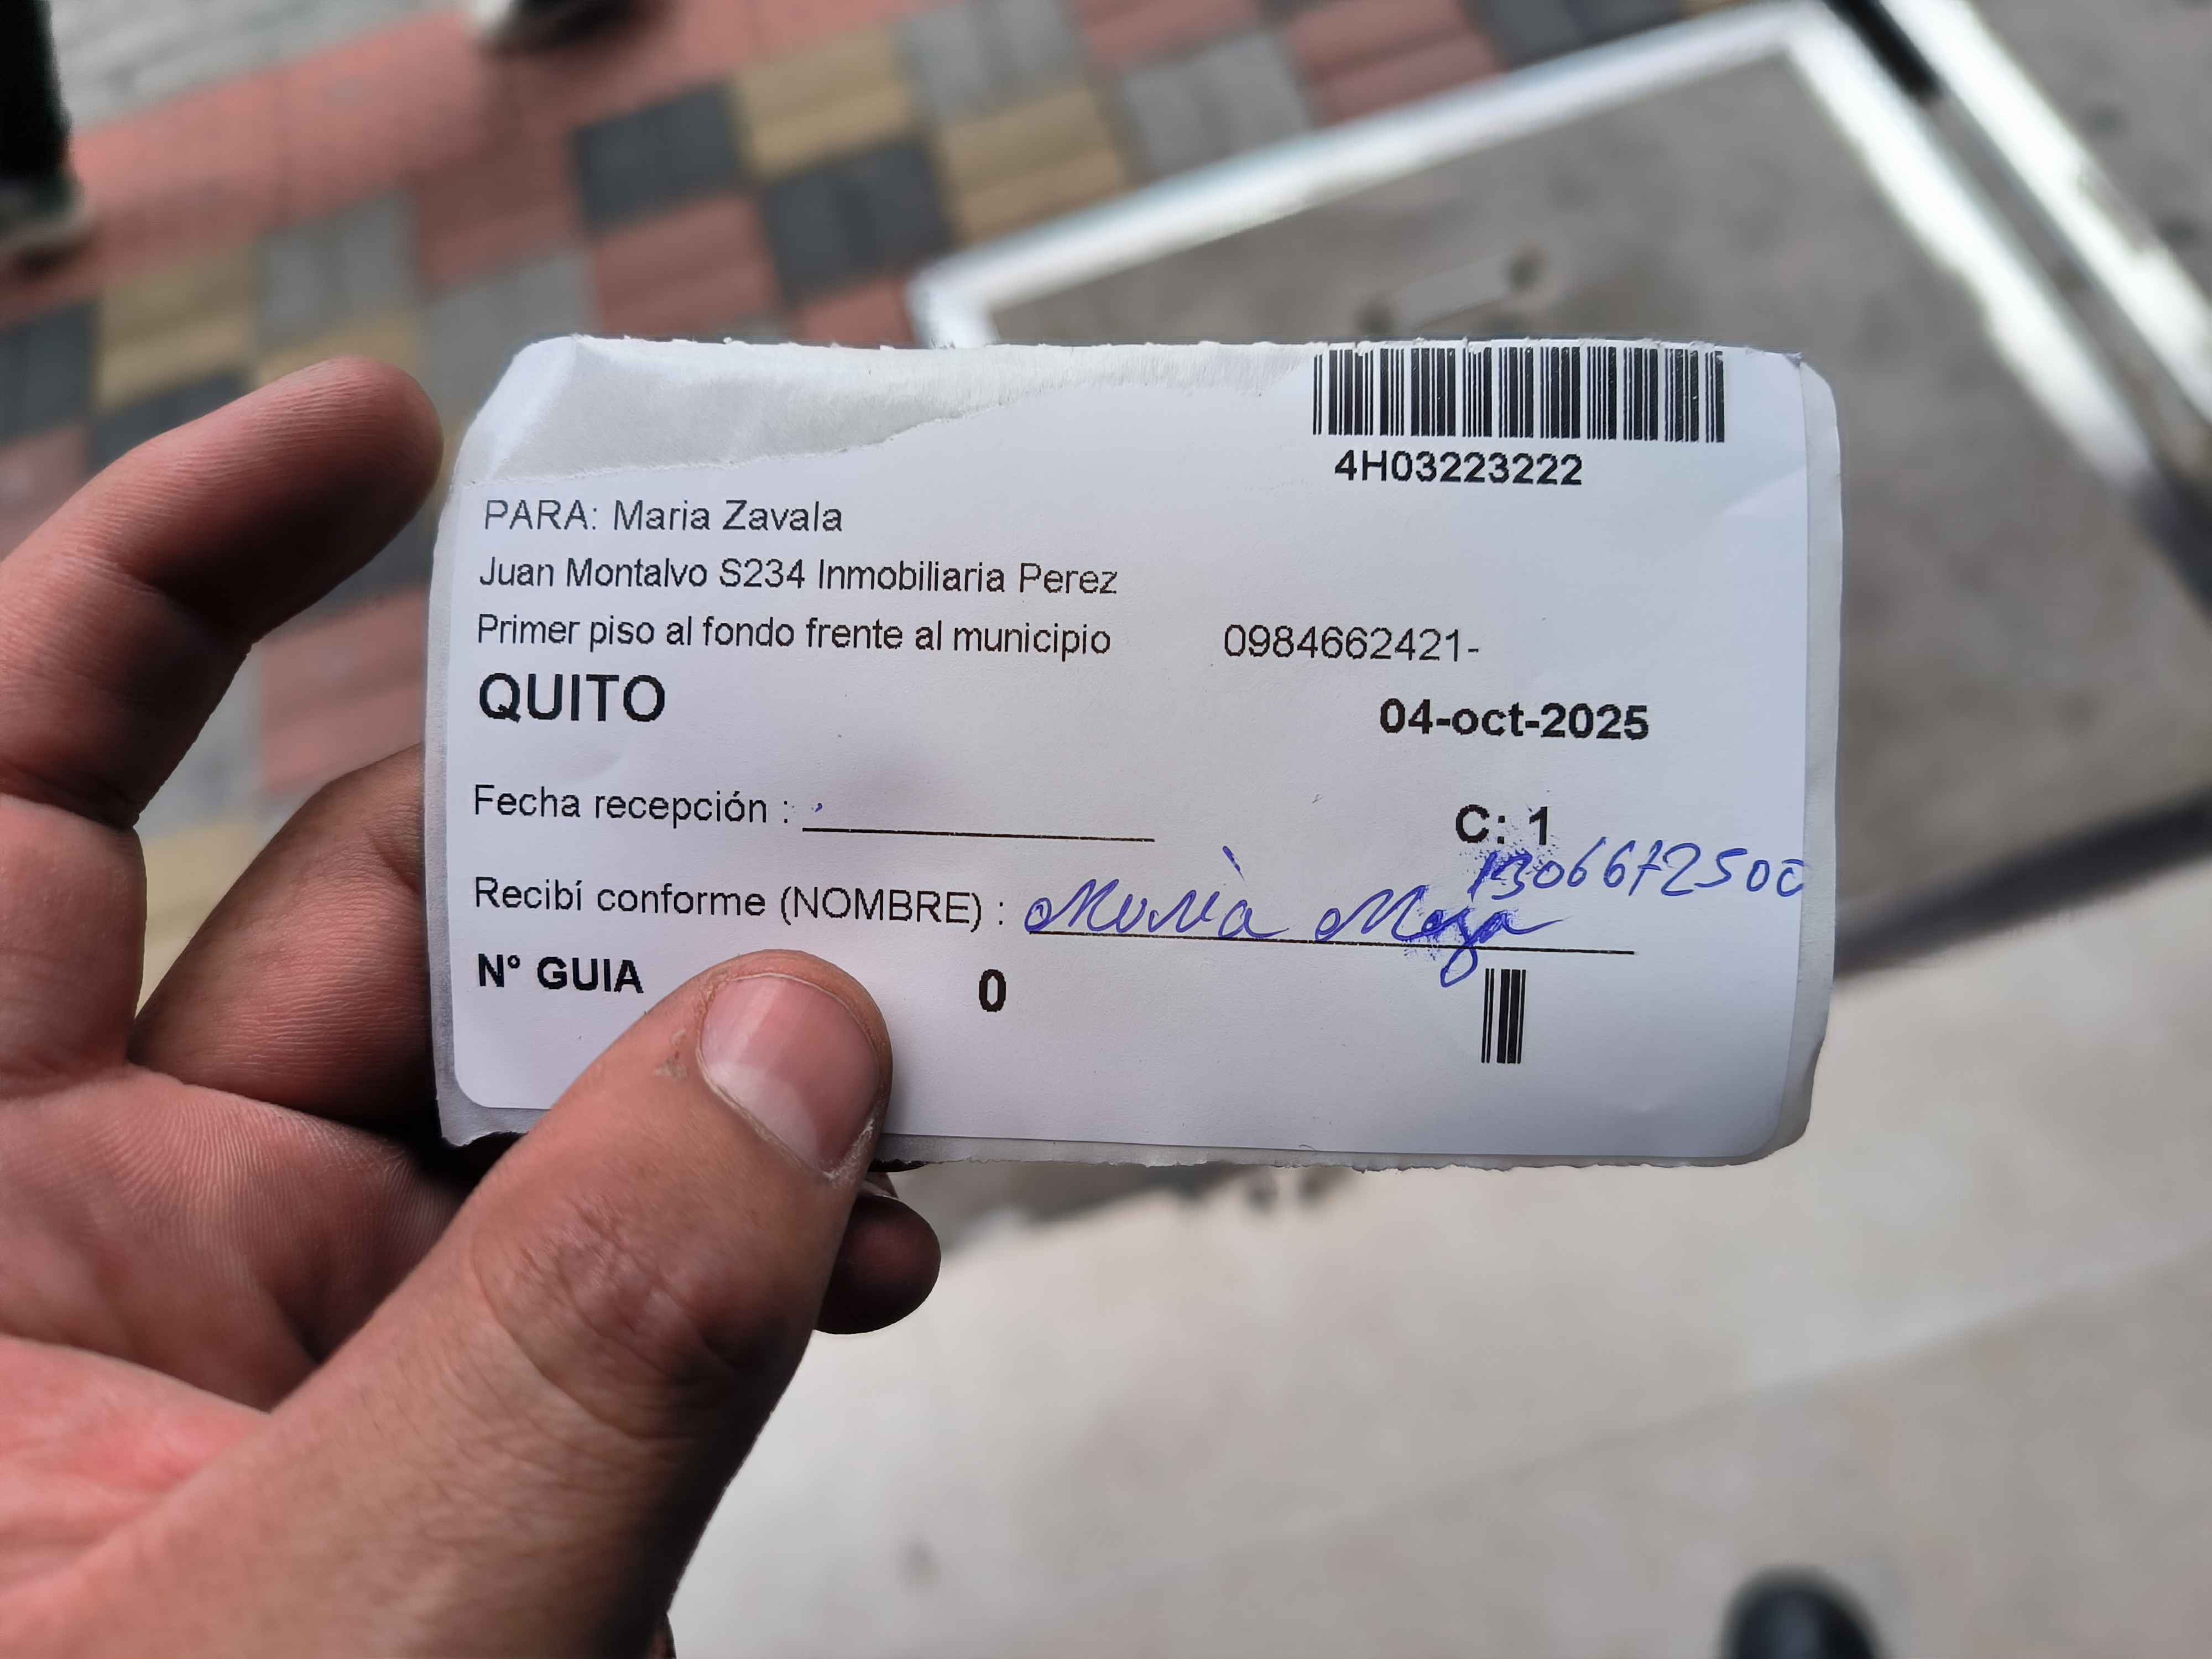 4H03223222
PARA: Maria Zavala
Juan Montalvo S234 Inmobiliaria Perez
Primer piso al fondo frente al municipio 0984662421-
QUITO 04-oct-2025
Fecha recepción :
C: 1
Recibí conforme (NOMBRE) : María
N° GUIA 0